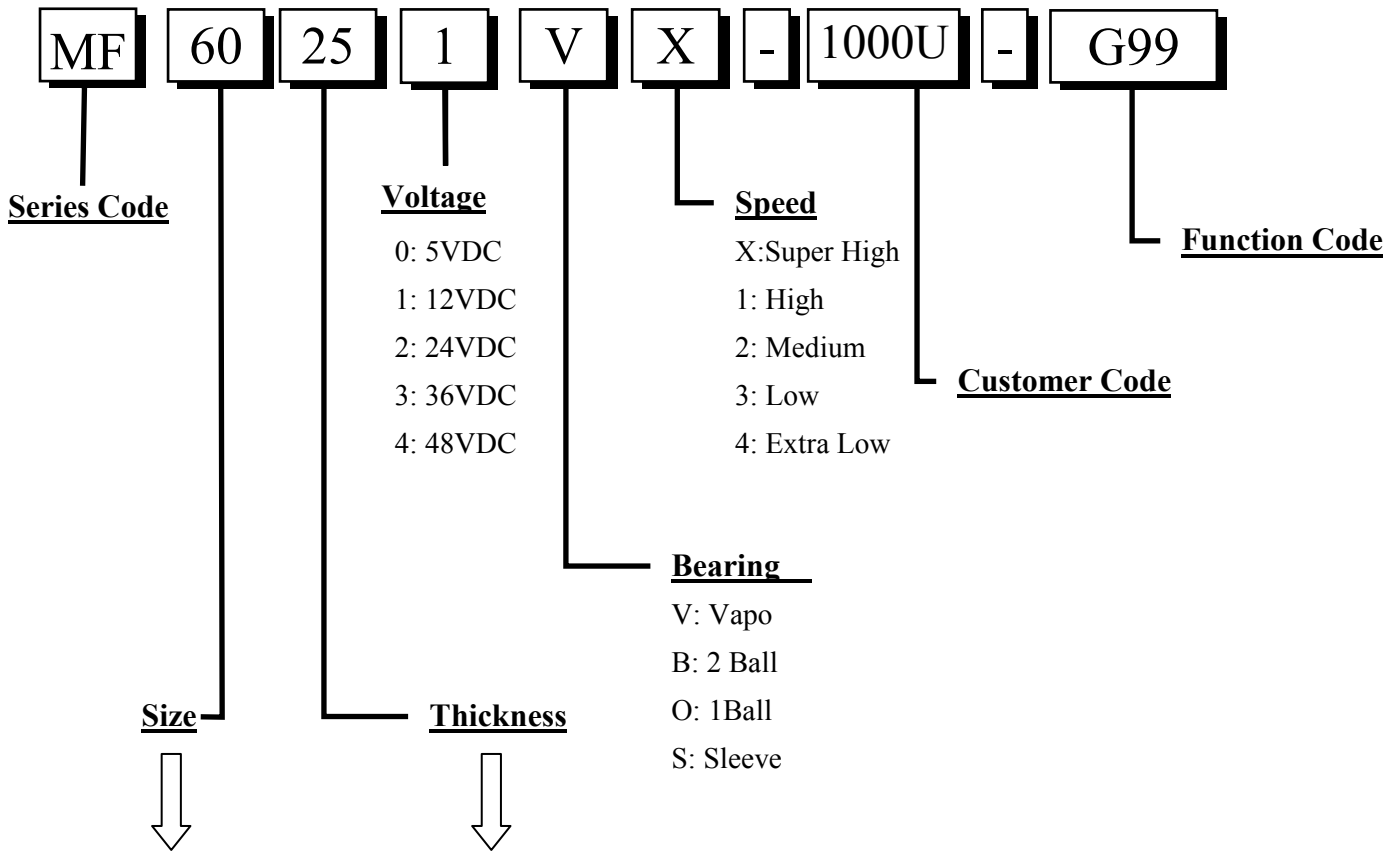 MF 60 25 1 V X - 1000U - G99
Series Code
Voltage
0: 5VDC
1: 12VDC
2: 24VDC
3: 36VDC
4: 48VDC
Speed
X:Super High
1: High
2: Medium
3: Low
4: Extra Low
Function Code
Customer Code
Bearing
V: Vapo
B: 2 Ball
O: 1Ball
S: Sleeve
Size
Thickness